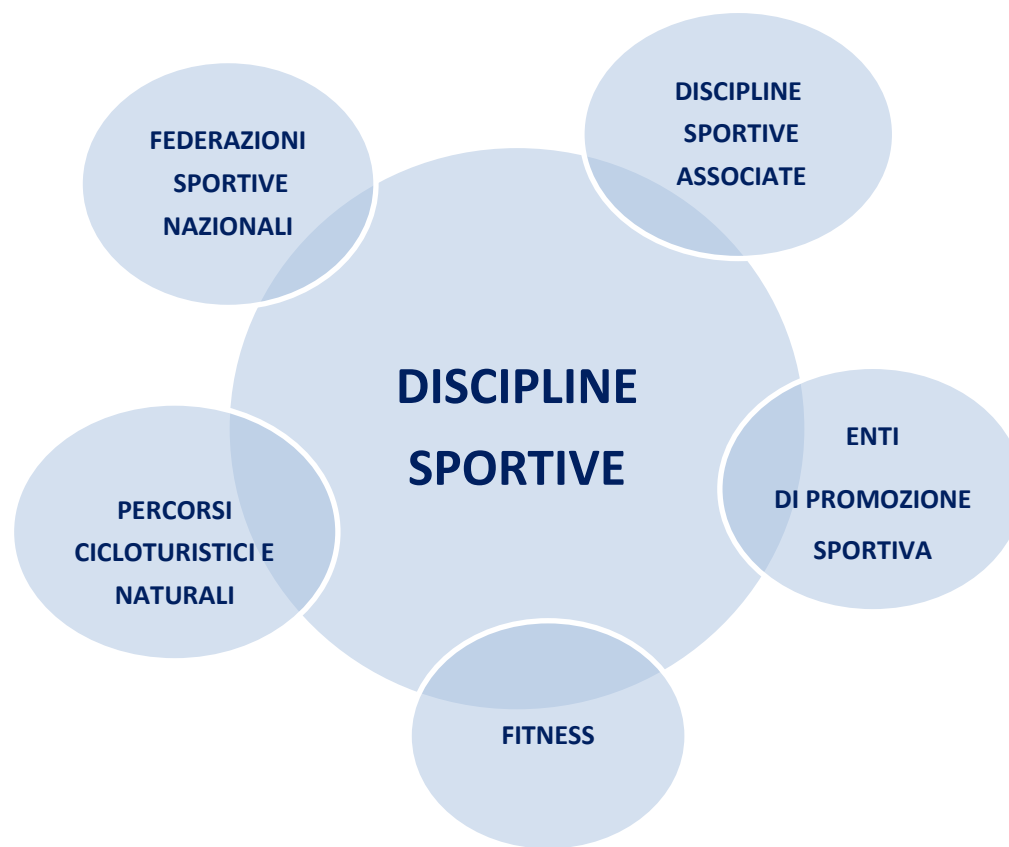 FEDERAZIONI
SPORTIVE
NAZIONALI
DISCIPLINE
SPORTIVE
ASSOCIATE
DISCIPLINE
SPORTIVE
ENTI
DI PROMOZIONE
SPORTIVA
PERCORSI
CICLOTURISTICI E
NATURALI
FITNESS